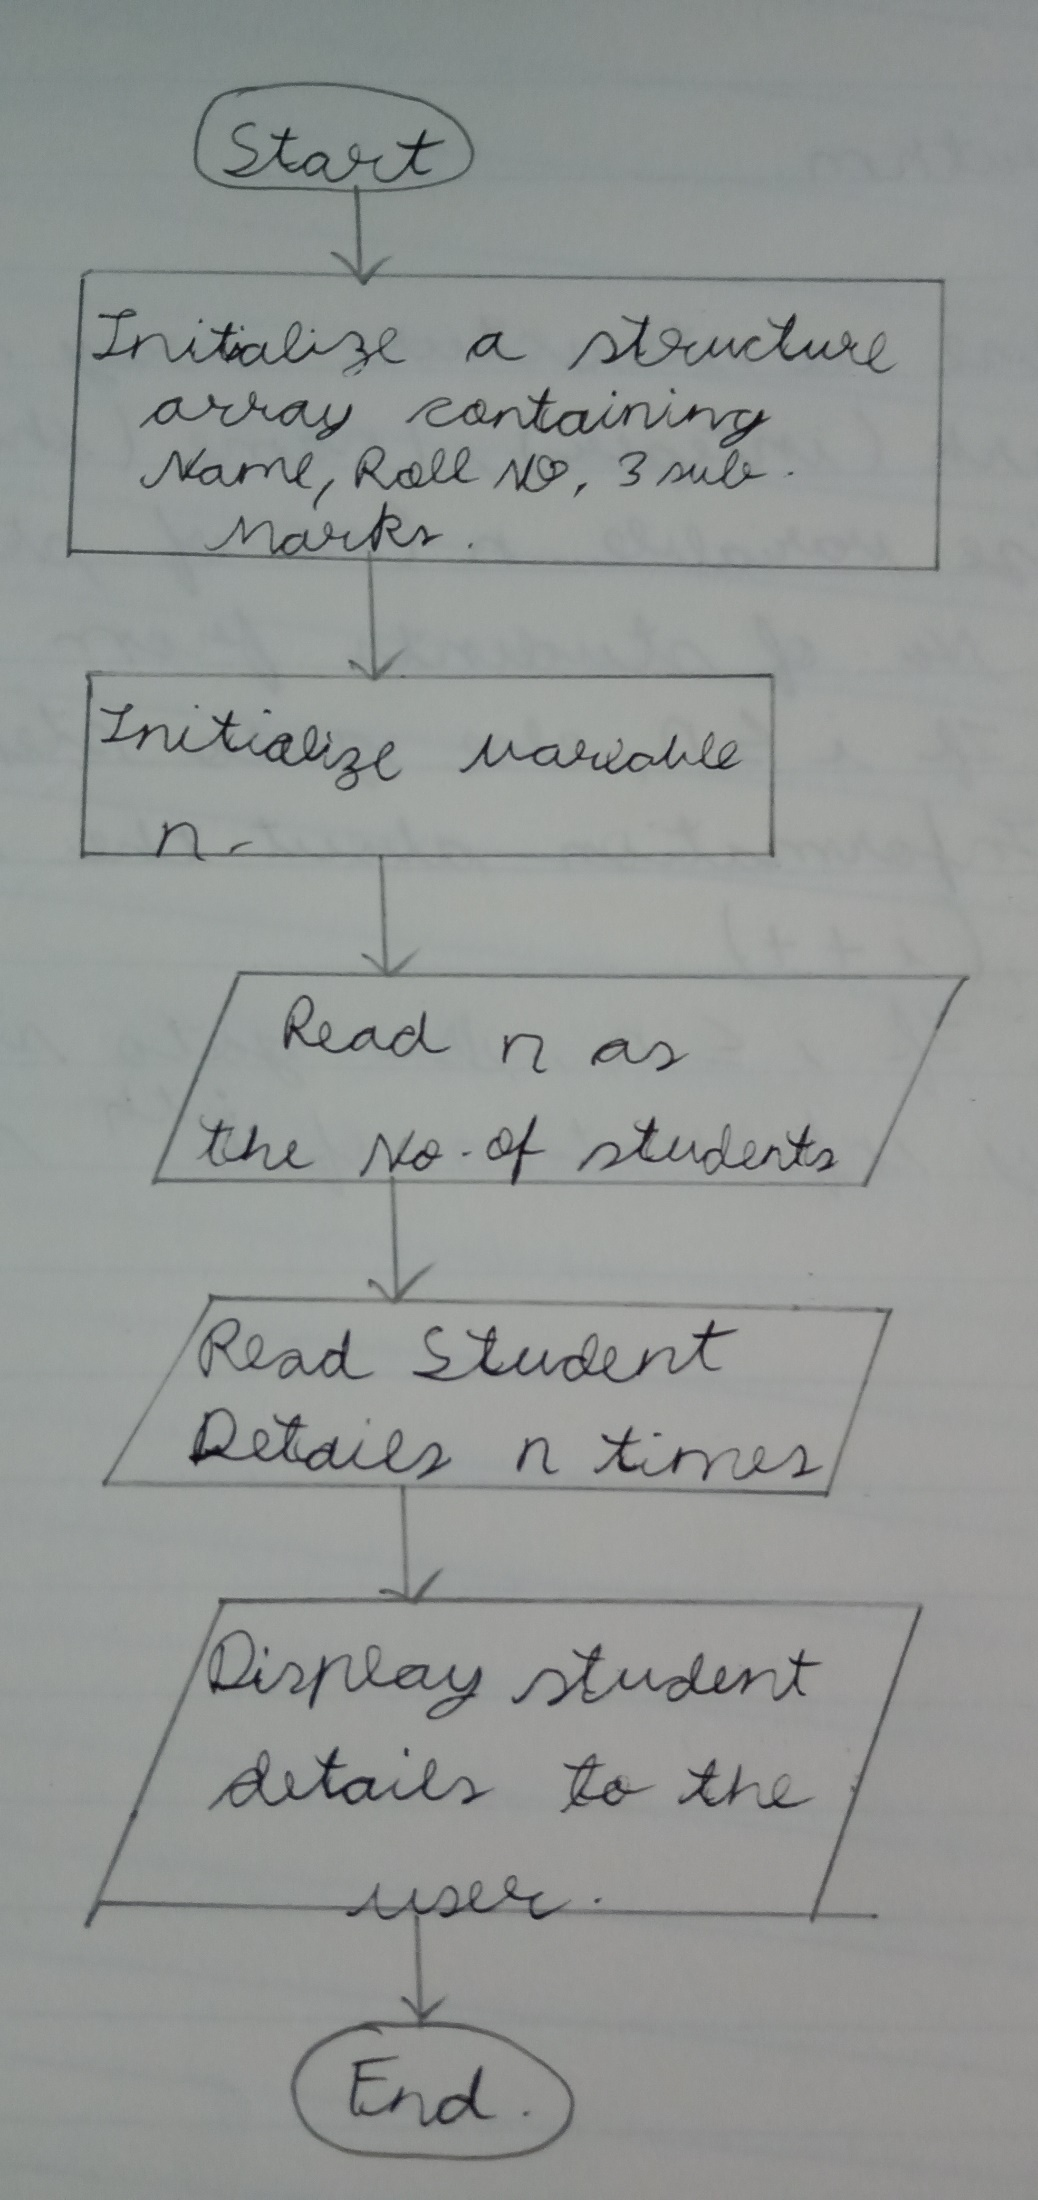 Start
Initialize a structure
array containing
Name, Roll No, 3 sub.
Marks.
Initialize variable
n.
Read n as
the No. of students
Read Student
Details n times
Display student
details to the
user.
End.